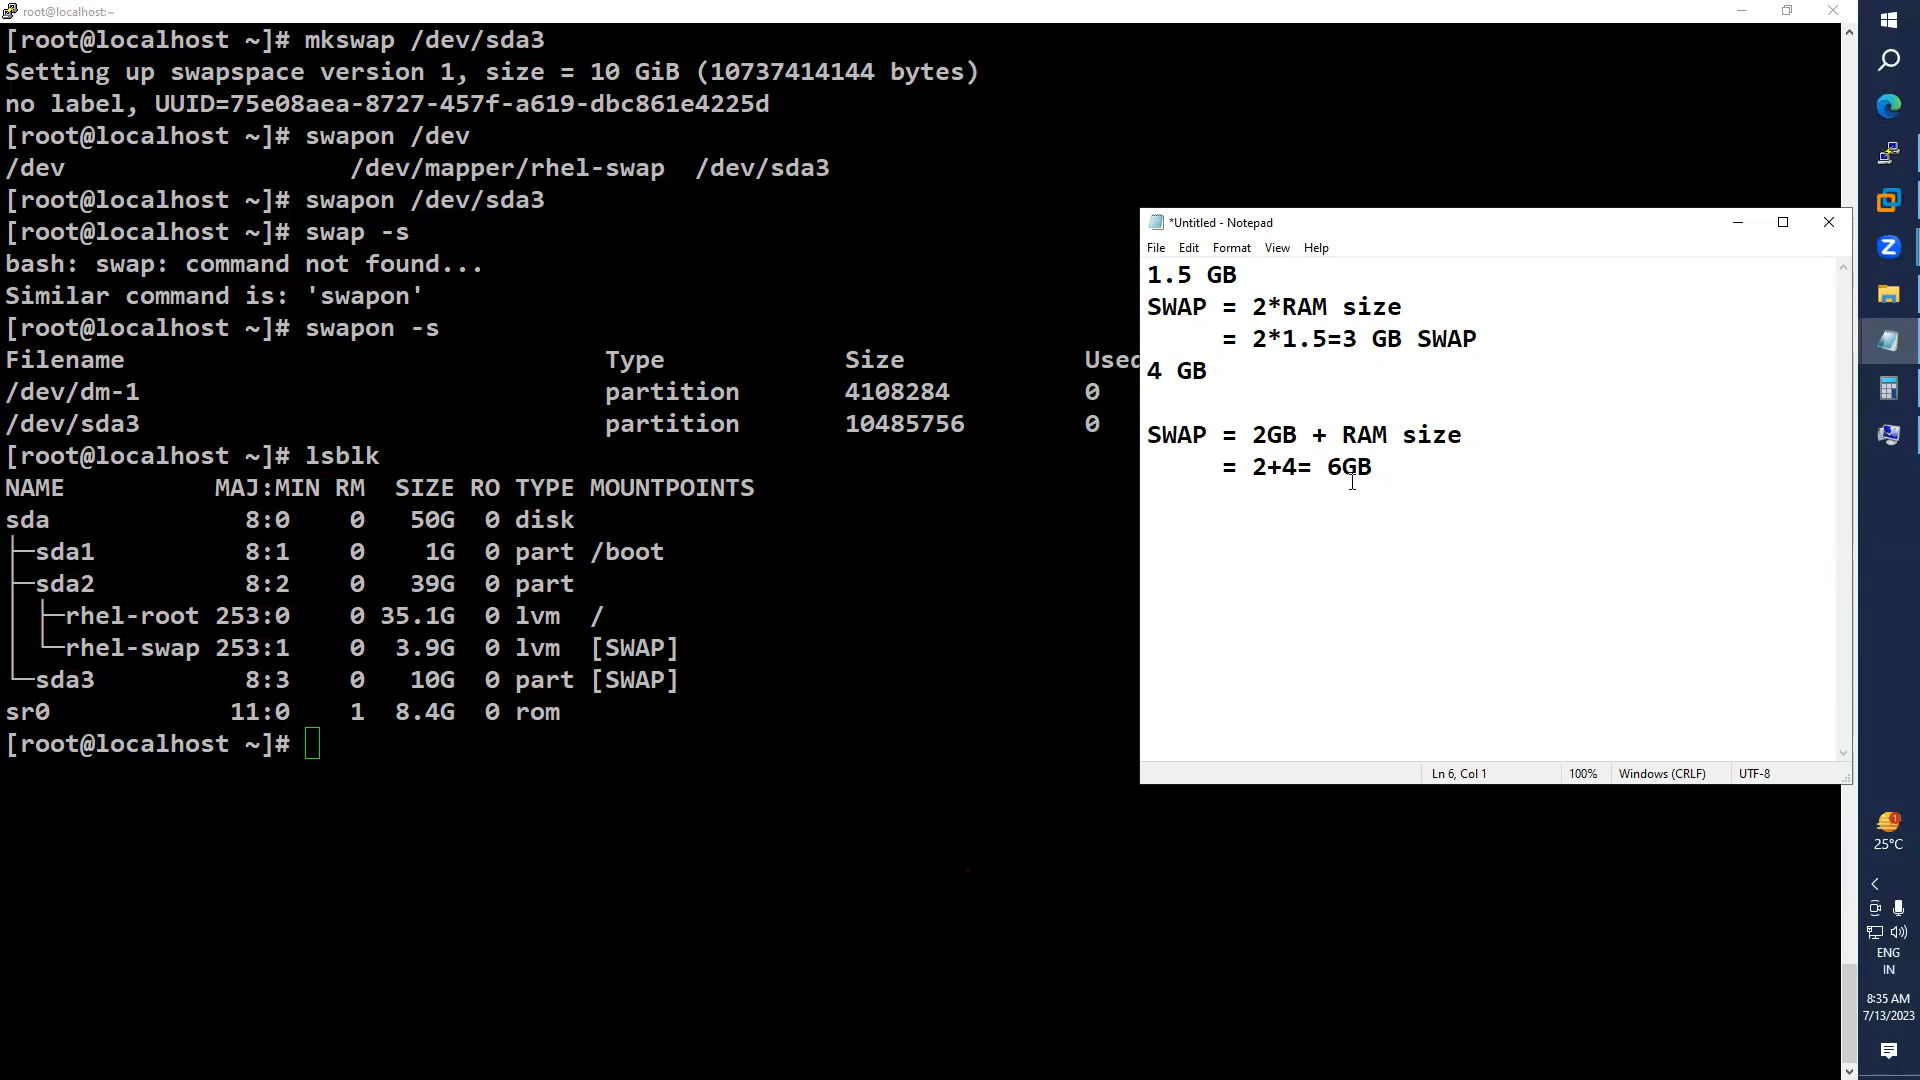 root@localhost:~
[root@localhost ~]# mkswap /dev/sda3
Setting up swapspace version 1, size = 10 GiB (10737414144 bytes)
no label, UUID=75e08aea-8727-457f-a619-dbc861e4225d
[root@localhost ~]# swapon /dev
/dev                   /dev/mapper/rhel-swap  /dev/sda3
[root@localhost ~]# swapon /dev/sda3
[root@localhost ~]# swap -s
bash: swap: command not found...
Similar command is: 'swapon'
[root@localhost ~]# swapon -s
Filename                                Type            Size            Used
/dev/dm-1                               partition       4108284         0
/dev/sda3                               partition       10485756        0
[root@localhost ~]# lsblk
NAME          MAJ:MIN RM  SIZE RO TYPE MOUNTPOINTS
sda             8:0    0   50G  0 disk
├─sda1          8:1    0    1G  0 part /boot
├─sda2          8:2    0   39G  0 part
│ ├─rhel-root 253:0    0 35.1G  0 lvm  /
│ └─rhel-swap 253:1    0  3.9G  0 lvm  [SWAP]
└─sda3          8:3    0   10G  0 part [SWAP]
sr0            11:0    1  8.4G  0 rom
[root@localhost ~]#
*Untitled - Notepad
File Edit Format View Help
1.5 GB
SWAP = 2*RAM size
     = 2*1.5=3 GB SWAP
4 GB
SWAP = 2GB + RAM size
     = 2+4= 6GB
Ln 6, Col 1 100% Windows (CRLF) UTF-8
Z
1
25°C
ENG
IN
8:35 AM
7/13/2023